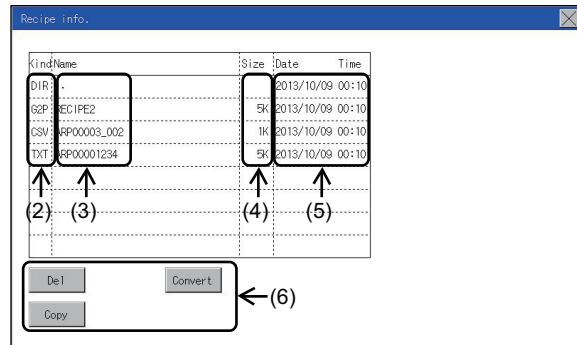 Recipe info.
Kind Name Size Date Time
DIR . 2013/10/09 00:10
G2P RECIPE2 5K 2013/10/09 00:10
CSV ARP00003_002 1K 2013/10/09 00:10
TXT ARP00001234 5K 2013/10/09 00:10
(2) (3) (4) (5)
Del Convert
(6)
Copy